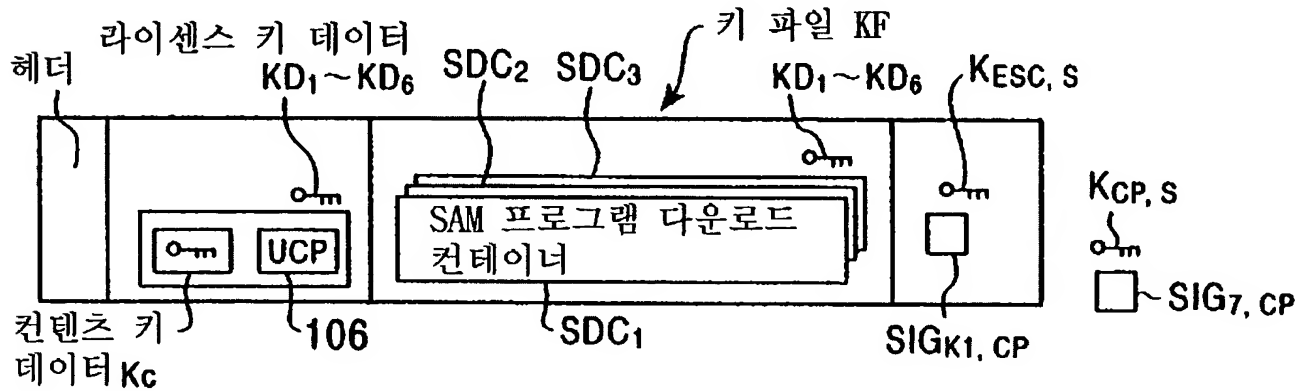 키 파일 KF
라이센스 키 데이터
헤더
KD1~KD6
SDC2
SDC3
KD1~KD6
KESC, S
KCP, S
SAM 프로그램 다운로드
컨테이너
UCP
컨텐츠 키
데이터 Kc
106
SDC1
SIGK1, CP
SIG7, CP